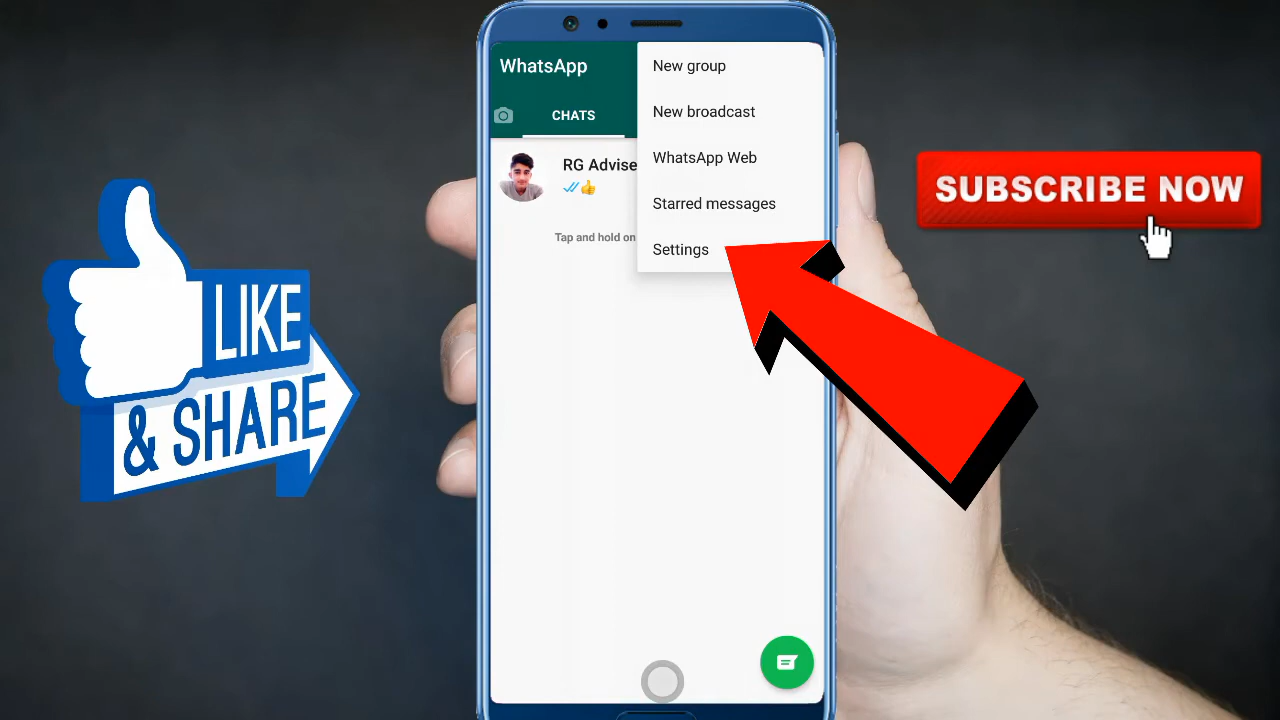 WhatsApp
CHATS
New group
New broadcast
WhatsApp Web
Starred messages
Settings
RG Advise
Tap and hold on
LIKE
& SHARE
SUBSCRIBE NOW